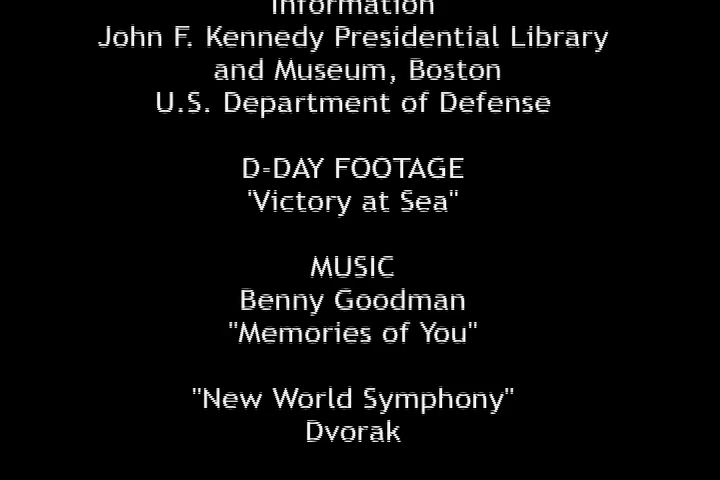 Information
John F. Kennedy Presidential Library
and Museum, Boston
U.S. Department of Defense
D-DAY FOOTAGE
'Victory at Sea"
MUSIC
Benny Goodman
"Memories of You"
"New World Symphony"
Dvorak